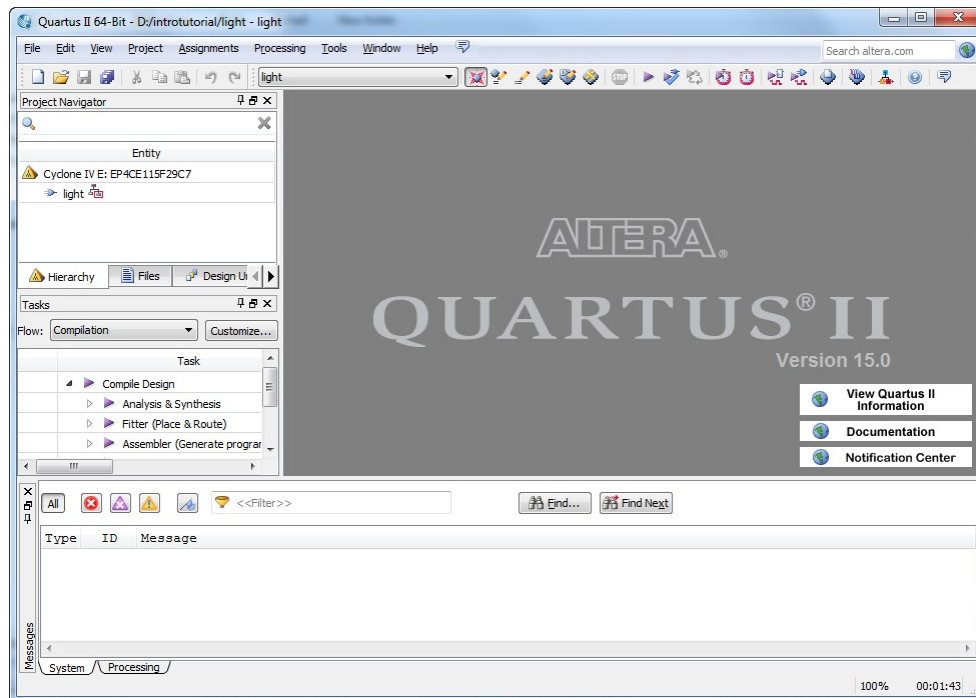 Quartus II 64-Bit - D:/introtutorial/light - light
File Edit View Project Assignments Processing Tools Window Help
Search altera.com
light
Project Navigator
Entity
Cyclone IV E: EP4CE115F29C7
light
Hierarchy Files Design Un
Tasks
Flow: Compilation Customize...
Task
Compile Design
Analysis & Synthesis
Fitter (Place & Route)
Assembler (Generate program
ALTERA®
QUARTUS® II
Version 15.0
View Quartus II
Information
Documentation
Notification Center
All <<Filter>> Find... Find Next
Type ID Message
Messages
System Processing
100% 00:01:43